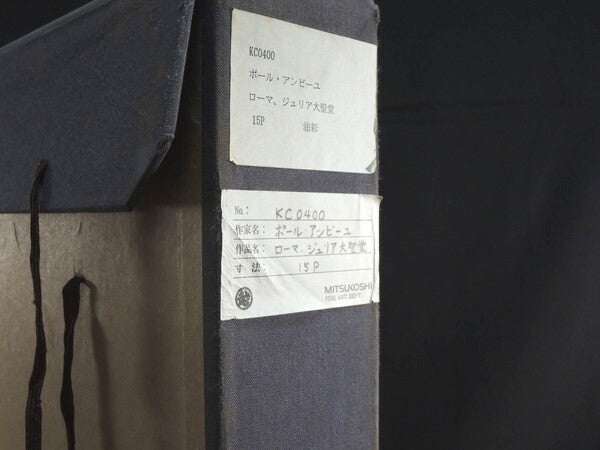 KC0400
ポール・アンビーユ
ローマ、ジュリア大聖堂
15P 油彩
No: KC0400
作家名: ポール・アンビーユ
作品名: ローマ、ジュリア大聖堂
寸法: 15P
越
MITSUKOSHI
FINE ART DEPT.